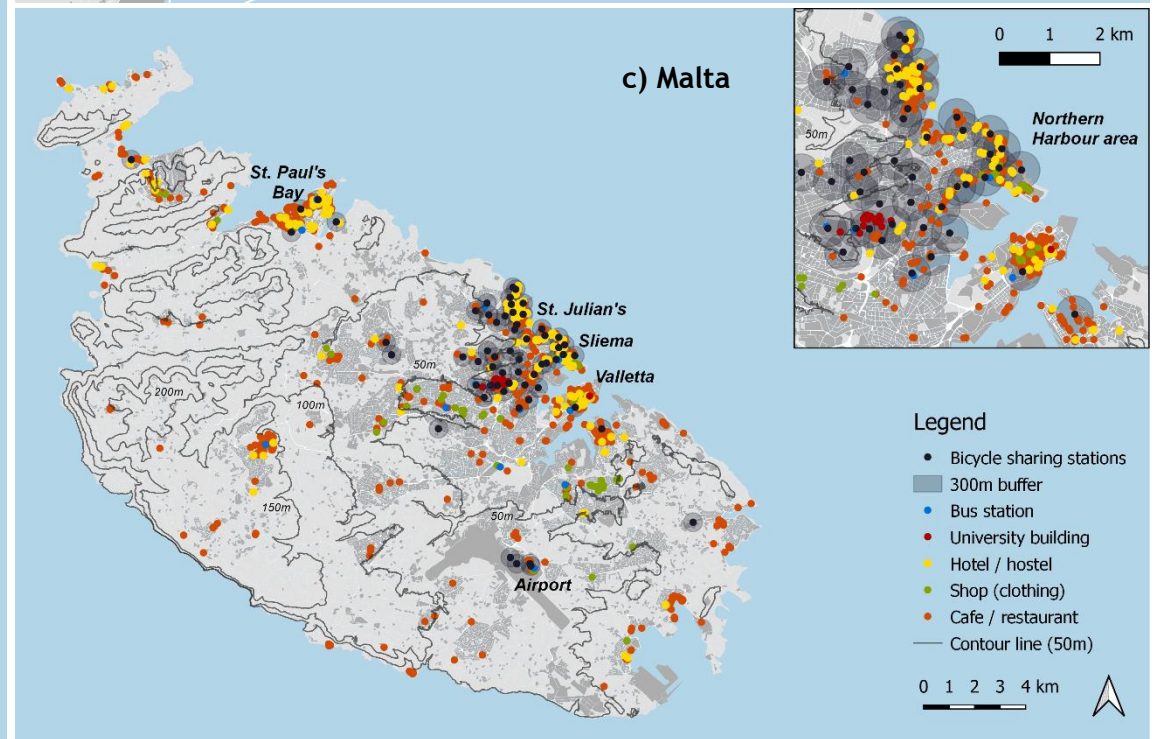 c) Malta
St. Paul's
Bay
St. Julian's
Sliema
Valletta
50m
200m
100m
150m
50m
Airport
0 1 2 km
Northern
Harbour area
50m
Legend
Bicycle sharing stations
300m buffer
Bus station
University building
Hotel / hostel
Shop (clothing)
Cafe / restaurant
Contour line (50m)
0 1 2 3 4 km